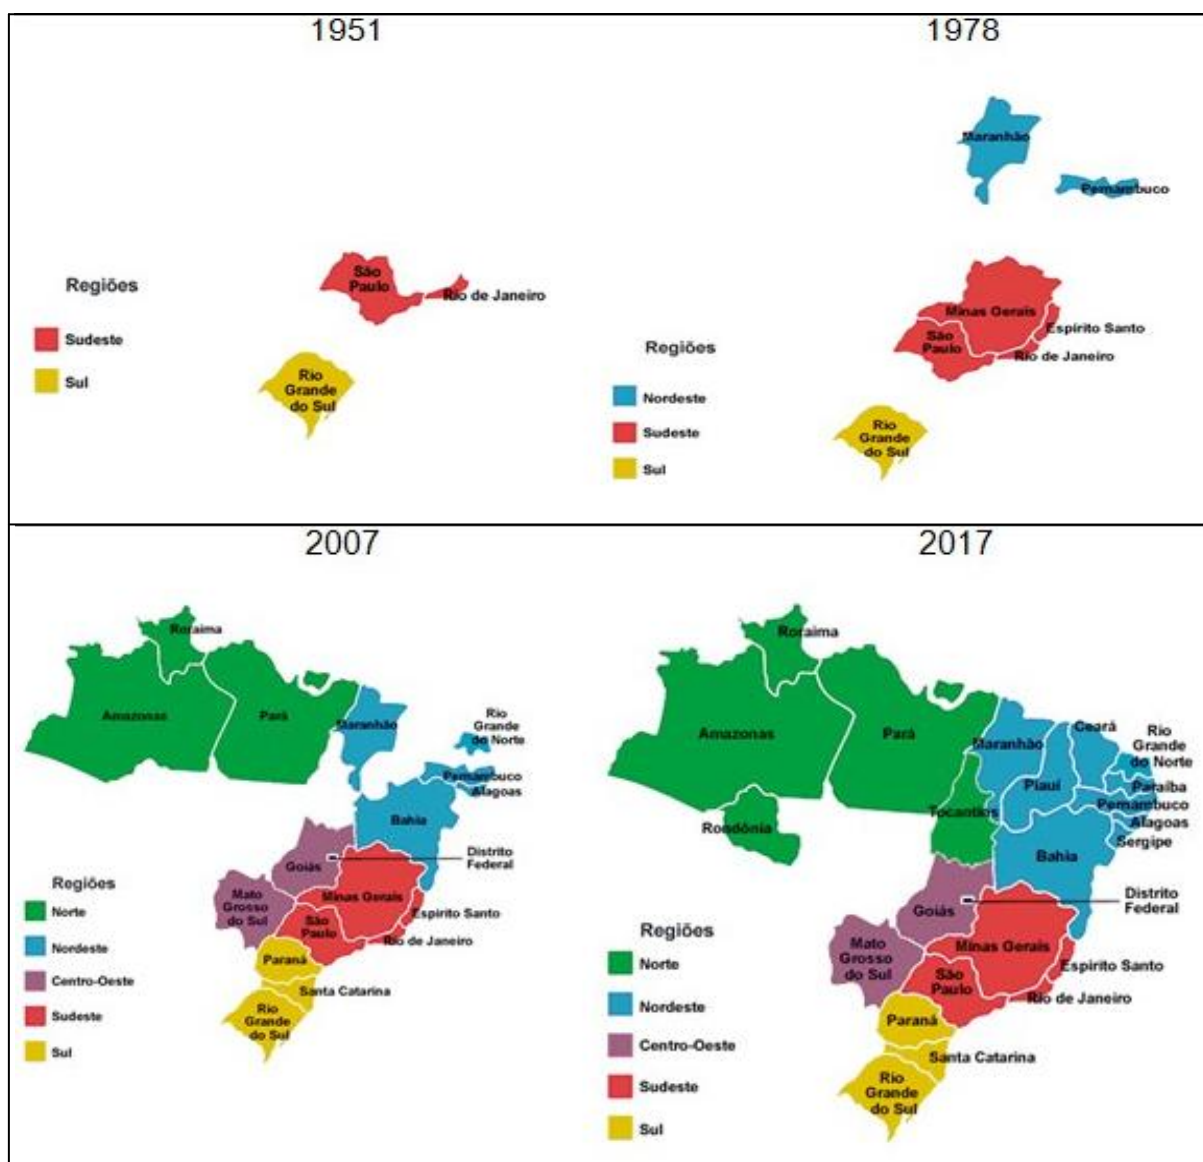 1951
São
Paulo
Rio de Janeiro
Regiões
Sudeste
Sul
Rio
Grande
do Sul
1978
Maranhão
Pernambuco
Minas Gerais
Espírito Santo
São
Paulo
Rio de Janeiro
Regiões
Nordeste
Sudeste
Sul
Rio
Grande
do Sul
2007
Roraima
Amazonas
Pará
Maranhão
Rio
Grande
do Norte
Pernambuco
Alagoas
Bahia
Distrito
Federal
Goiás
Mato
Grosso
do Sul
Minas Gerais
Espírito Santo
São
Paulo
Rio de Janeiro
Paraná
Santa Catarina
Rio
Grande
do Sul
Regiões
Norte
Nordeste
Centro-Oeste
Sudeste
Sul
2017
Roraima
Amazonas
Pará
Maranhão
Ceará
Rio
Grande
do Norte
Piauí
Paraíba
Pernambuco
Alagoas
Sergipe
Tocantins
Rondônia
Bahia
Distrito
Federal
Goiás
Mato
Grosso
do Sul
Minas Gerais
Espírito Santo
São
Paulo
Rio de Janeiro
Paraná
Santa Catarina
Rio
Grande
do Sul
Regiões
Norte
Nordeste
Centro-Oeste
Sudeste
Sul